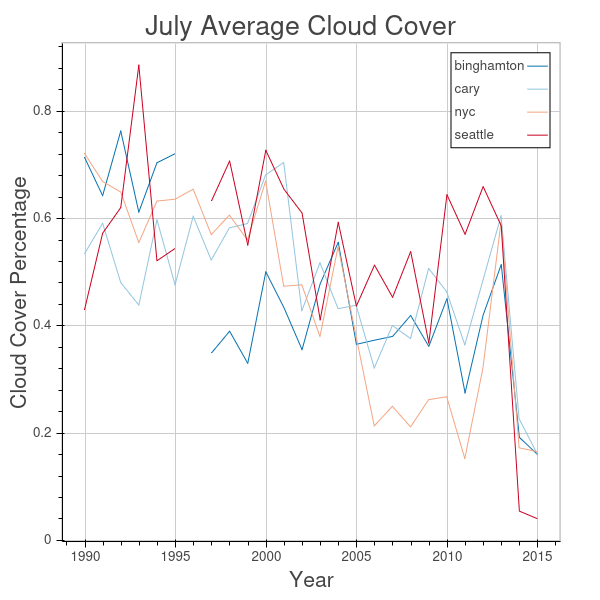 July Average Cloud Cover
binghamton
cary
nyc
seattle
Cloud Cover Percentage
0.8
0.6
0.4
0.2
0
1990 1995 2000 2005 2010 2015
Year